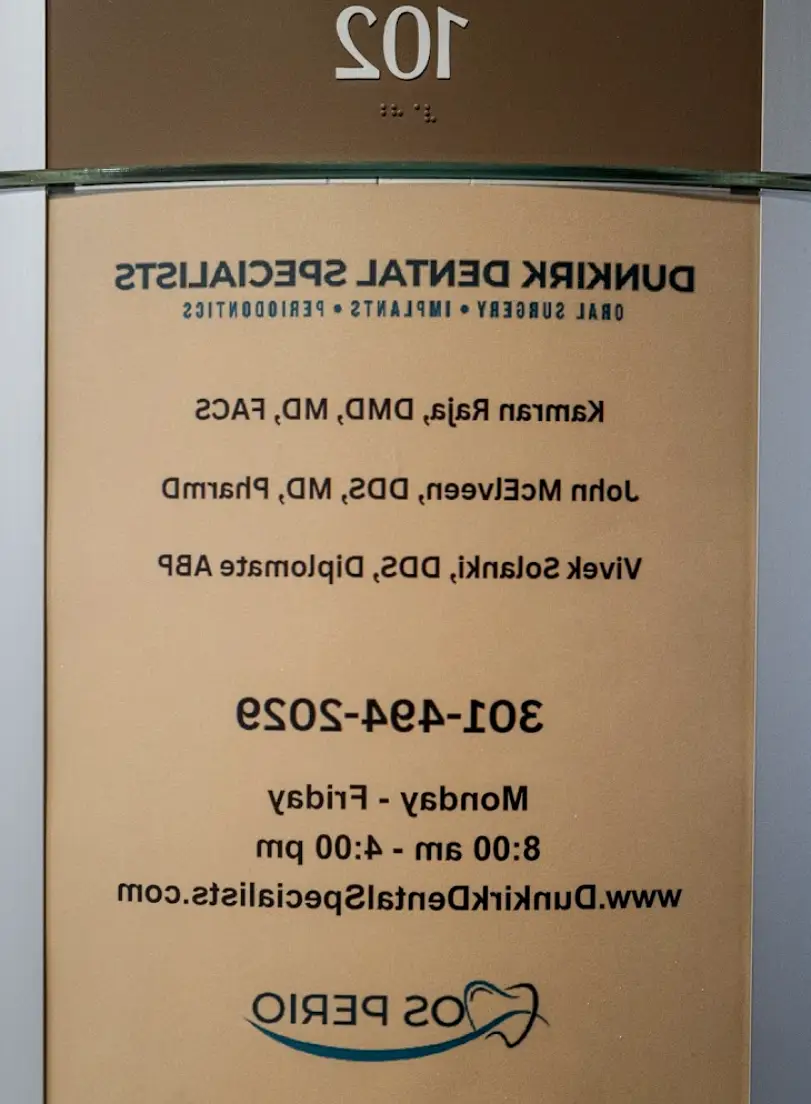 102
DUNKIRK DENTAL SPECIALISTS
ORAL SURGERY • IMPLANTS • PERIODONTICS
Kamran Raja, DMD, MD, FACS
John McElveen, DDS, MD, PharmD
Vivek Solanki, DDS, Diplomate ABP
301-494-2029
Monday - Friday
8:00 am - 4:00 pm
www.DunkirkDentalSpecialists.com
OS PERIO